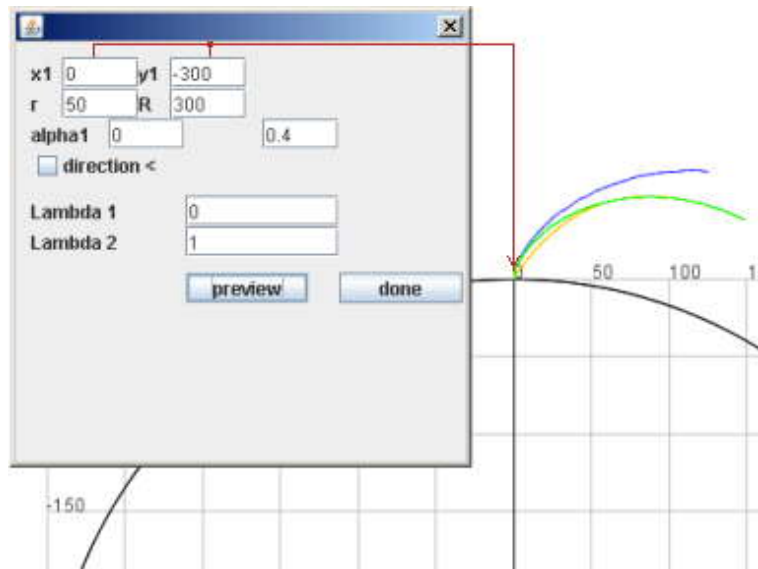 x1 0 y1 -300
r 50 R 300
alpha1 0 0.4
direction <
Lambda 1 0
Lambda 2 1
preview done
50 100 1
-150